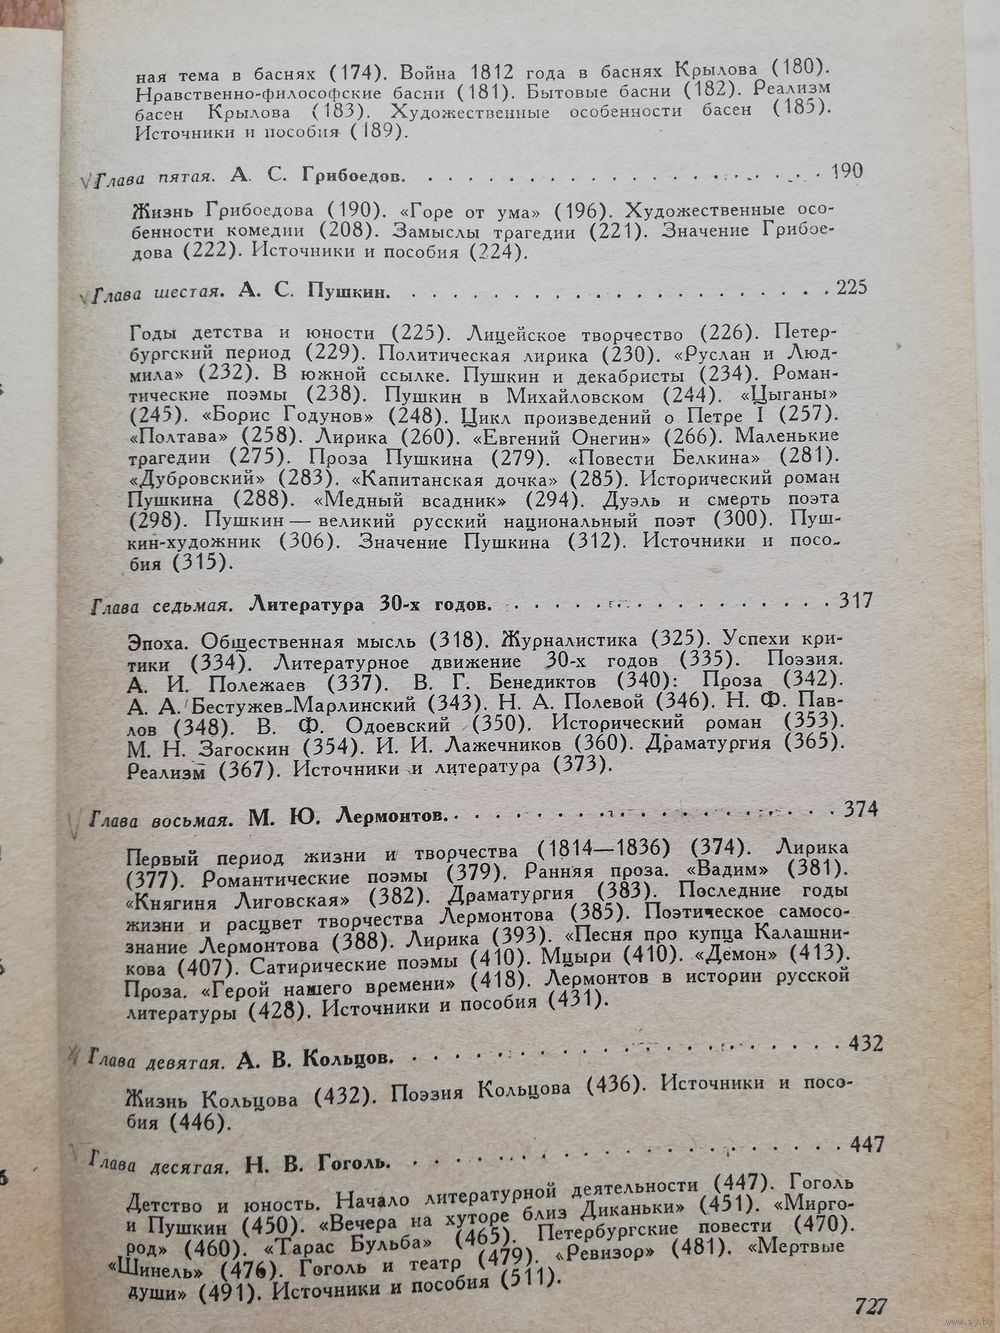 ная тема в баснях (174). Война 1812 года в баснях Крылова (180).
Нравственно-философские басни (181). Бытовые басни (182). Реализм
басен Крылова (183). Художественные особенности басен (185).
Источники и пособия (189).
Глава пятая. А. С. Грибоедов. . . . . . . . . . . . . . . . . . . . 190
Жизнь Грибоедова (190). «Горе от ума» (196). Художественные осо-
бенности комедии (208). Замыслы трагедии (221). Значение Грибое-
дова (222). Источники и пособия (224).
Глава шестая. А. С. Пушкин. . . . . . . . . . . . . . . . . . . . . 225
Годы детства и юности (225). Лицейское творчество (226). Петер-
бургский период (229). Политическая лирика (230). «Руслан и Люд-
мила» (232). В южной ссылке. Пушкин и декабристы (234). Роман-
тические поэмы (238). Пушкин в Михайловском (244). «Цыганы»
(245). «Борис Годунов» (248). Цикл произведений о Петре I (257).
«Полтава» (258). Лирика (260). «Евгений Онегин» (266). Маленькие
трагедии (275). Проза Пушкина (279). «Повести Белкина» (281).
«Дубровский» (283). «Капитанская дочка» (285). Исторический роман
Пушкина (288). «Медный всадник» (294). Дуэль и смерть поэта
(298). Пушкин — великий русский национальный поэт (300). Пуш-
кин-художник (306). Значение Пушкина (312). Источники и посо-
бия (315).
Глава седьмая. Литература 30-х годов. . . . . . . . . . . . . . . . 317
Эпоха. Общественная мысль (318). Журналистика (325). Успехи кри-
тики (334). Литературное движение 30-х годов (335). Поэзия.
А. И. Полежаев (337). В. Г. Бенедиктов (340): Проза (342).
А. А. Бестужев-Марлинский (343). Н. А. Полевой (346). Н. Ф. Пав-
лов (348). В. Ф. Одоевский (350). Исторический роман (353).
М. Н. Загоскин (354). И. И. Лажечников (360). Драматургия (365).
Реализм (367). Источники и литература (373).
Глава восьмая. М. Ю. Лермонтов. . . . . . . . . . . . . . . . . . . 374
Первый период жизни и творчества (1814—1836) (374). Лирика
(377). Романтические поэмы (379). Ранняя проза. «Вадим» (381).
«Княгиня Лиговская» (382). Драматургия (383). Последние годы
жизни и расцвет творчества Лермонтова (385). Поэтическое самосо-
знание Лермонтова (388). Лирика (393). «Песня про купца Калашни-
кова (407). Сатирические поэмы (410). Мцыри (410). «Демон» (413).
Проза. «Герой нашего времени» (418). Лермонтов в истории русской
литературы (428). Источники и пособия (431).
Глава девятая. А. В. Кольцов. . . . . . . . . . . . . . . . . . . . 432
Жизнь Кольцова (432). Поэзия Кольцова (436). Источники и посо-
бия (446).
Глава десятая. Н. В. Гоголь. . . . . . . . . . . . . . . . . . . . 447
Детство и юность. Начало литературной деятельности (447). Гоголь
и Пушкин (450). «Вечера на хуторе близ Диканьки» (451). «Мирго-
род» (460). «Тарас Бульба» (465). Петербургские повести (470).
«Шинель» (476). Гоголь и театр (479). «Ревизор» (481). «Мертвые
души» (491). Источники и пособия (511).
727
www.ay.by